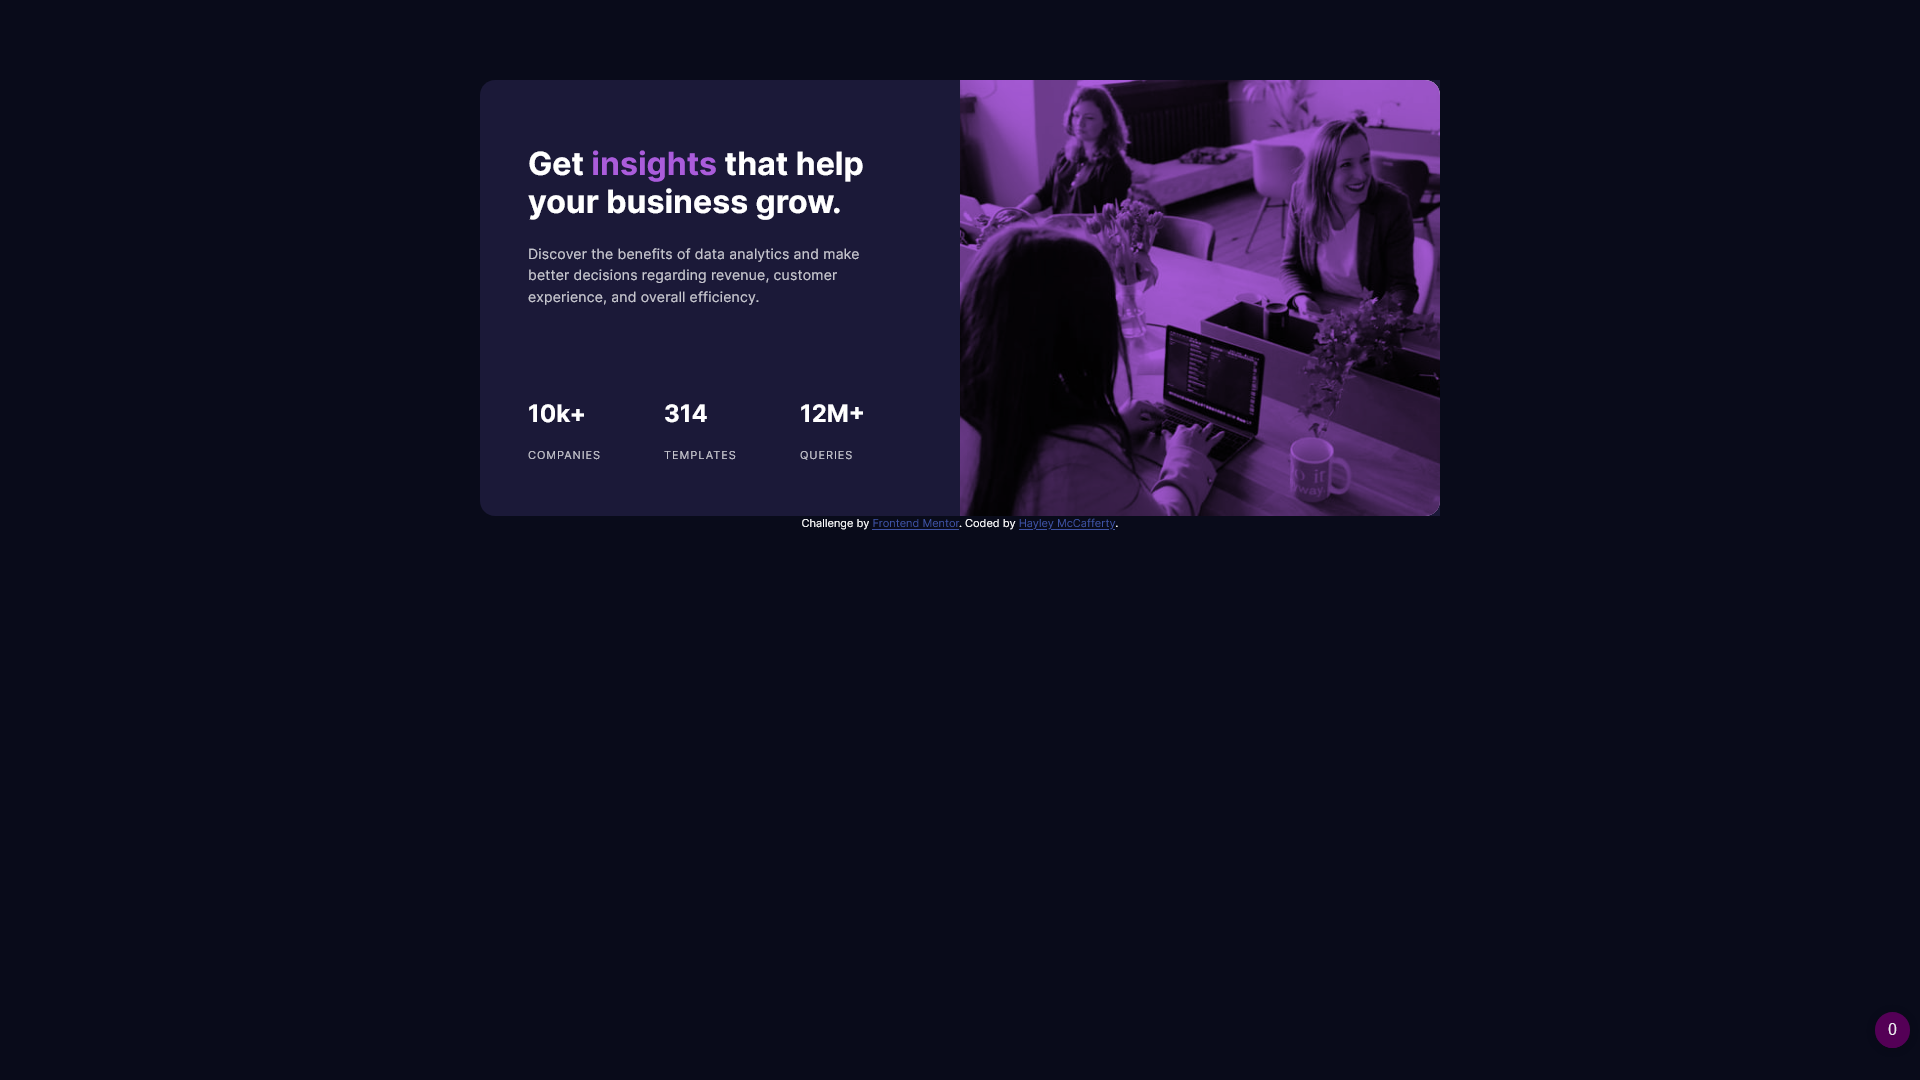 Get insights that help
your business grow.
Discover the benefits of data analytics and make
better decisions regarding revenue, customer
experience, and overall efficiency.
10k+ 314 12M+
COMPANIES TEMPLATES QUERIES
Challenge by Frontend Mentor. Coded by Hayley McCafferty.
0